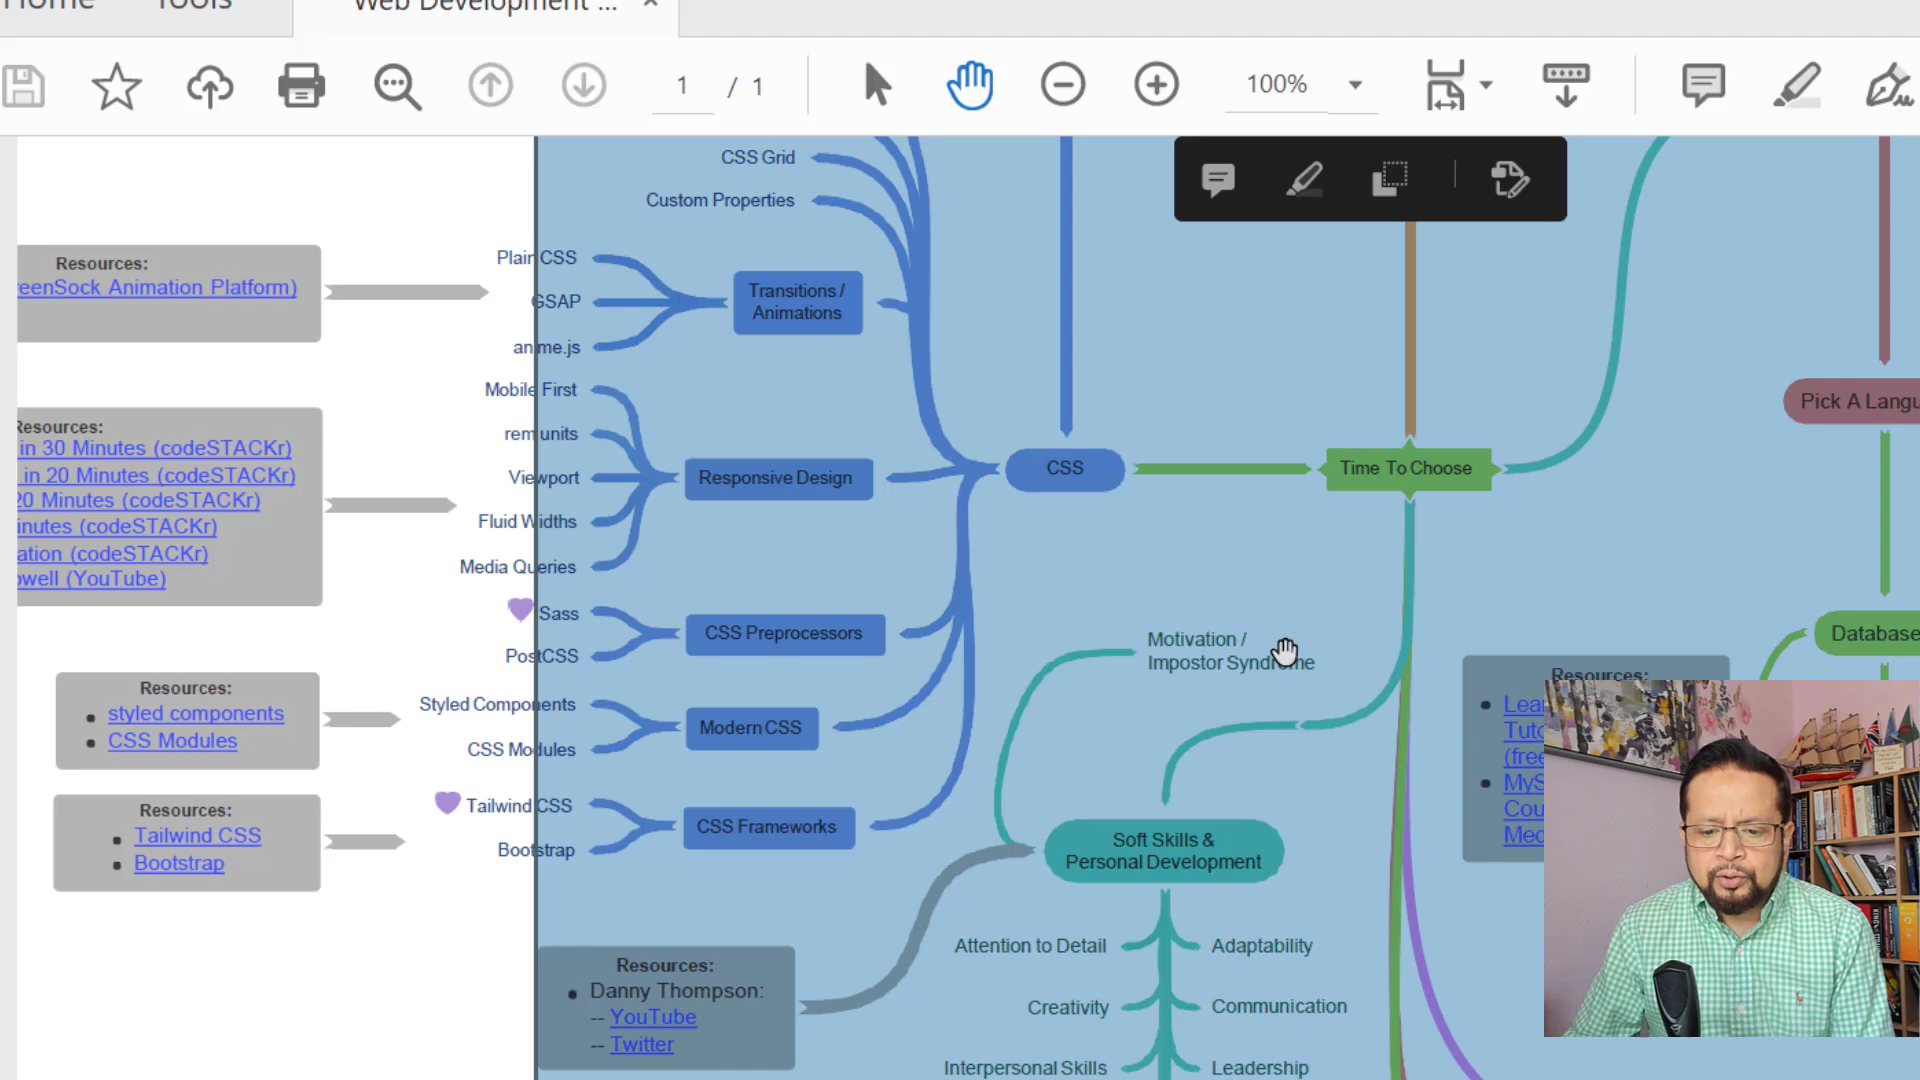 Home Tools Web Development ...
1 / 1 100%
CSS Grid
Custom Properties
Resources:
reenSock Animation Platform)
Plain CSS
GSAP
anime.js
Transitions /
Animations
Mobile First
rem units
Viewport
Fluid Widths
Media Queries
Responsive Design
Resources:
in 30 Minutes (codeSTACKr)
in 20 Minutes (codeSTACKr)
20 Minutes (codeSTACKr)
inutes (codeSTACKr)
ation (codeSTACKr)
owell (YouTube)
CSS
Time To Choose
Pick A Langu
Sass
PostCSS
CSS Preprocessors
Motivation /
Impostor Syndrome
Database
Resources:
styled components
CSS Modules
Styled Components
CSS Modules
Modern CSS
Resources:
Lea
Tuto
(free
MyS
Cou
Med
Resources:
Tailwind CSS
Bootstrap
Tailwind CSS
Bootstrap
CSS Frameworks
Soft Skills &
Personal Development
Resources:
Danny Thompson:
-- YouTube
-- Twitter
Attention to Detail
Adaptability
Creativity
Communication
Interpersonal Skills
Leadership